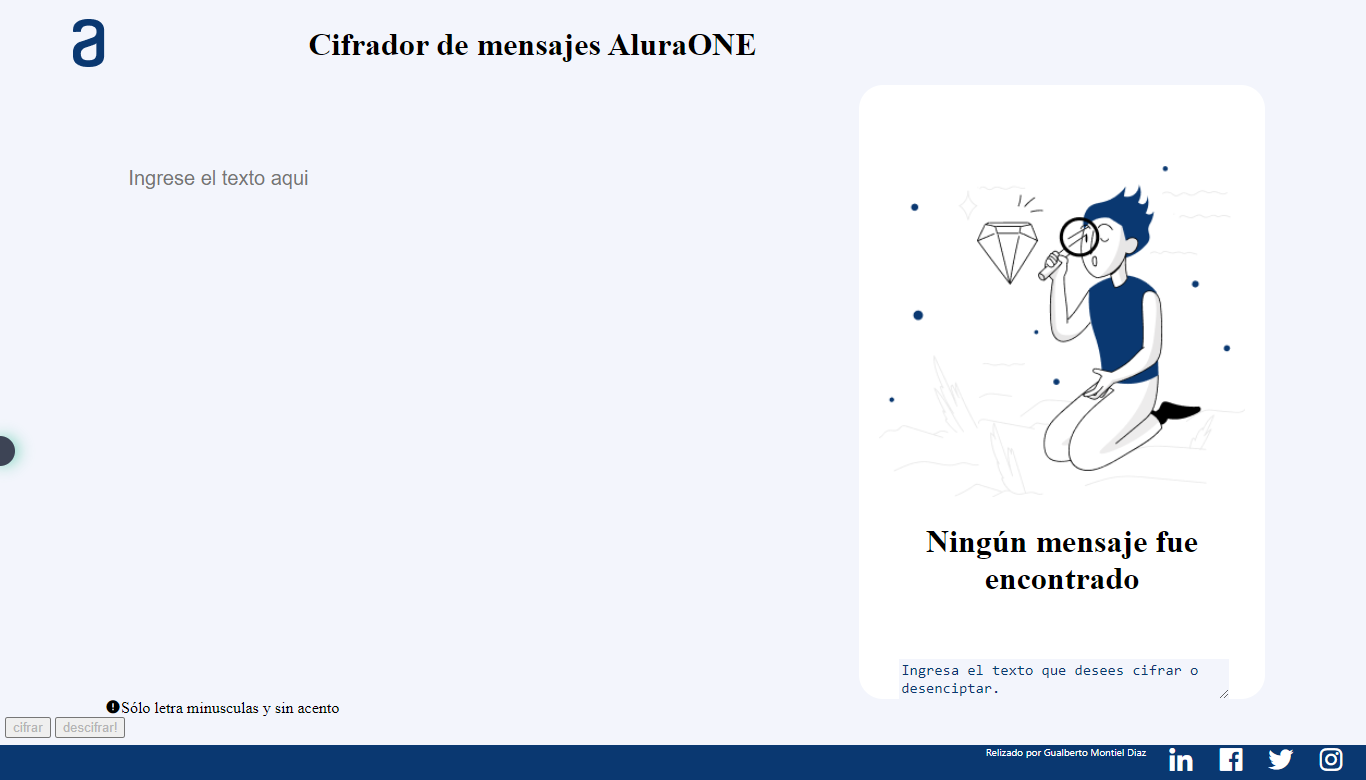 a
Cifrador de mensajes AluraONE
Ingrese el texto aqui
Ningún mensaje fue
encontrado
Ingresa el texto que desees cifrar o
desenciptar.
Sólo letra minusculas y sin acento
cifrar descifrar!
Relizado por Gualberto Montiel Diaz